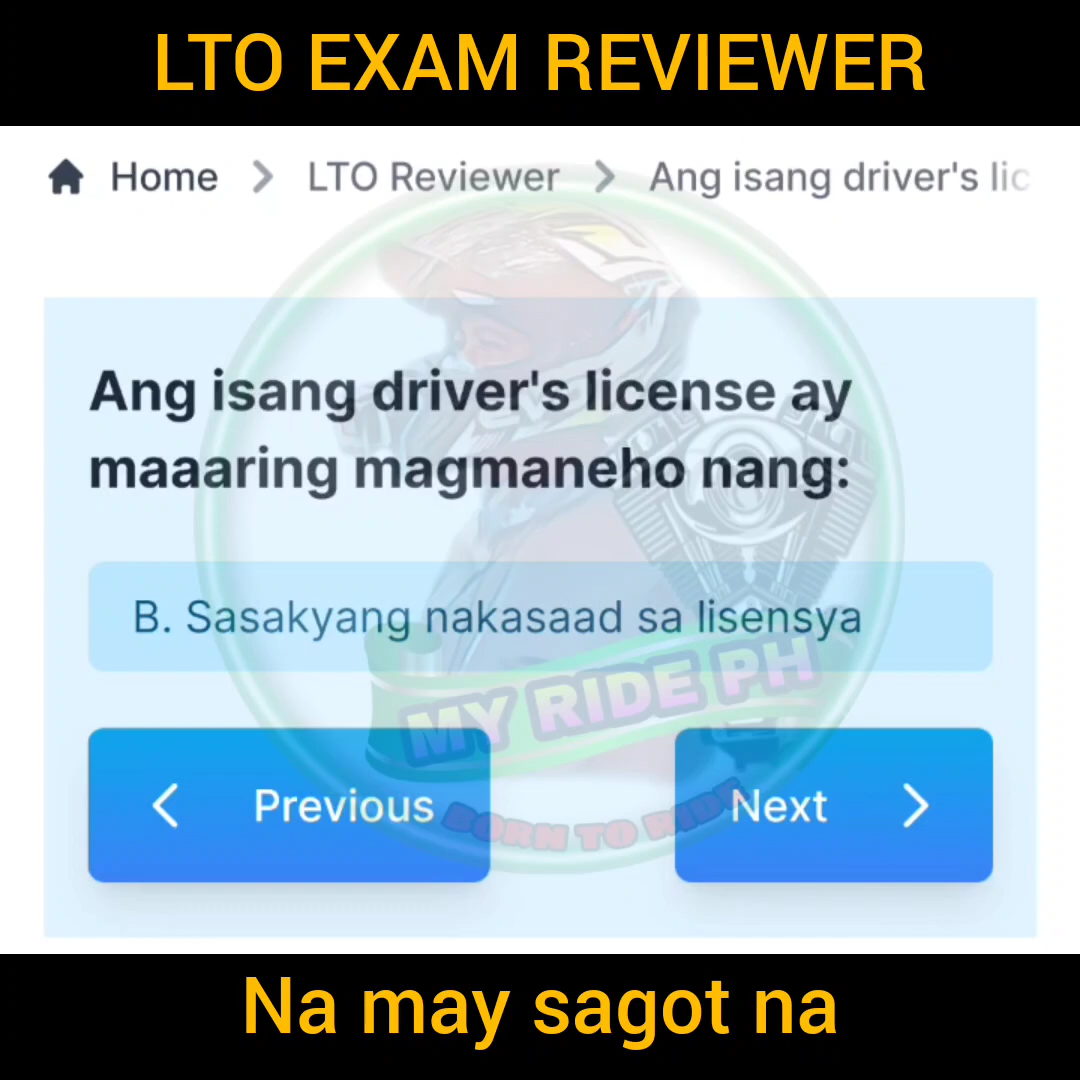 LTO EXAM REVIEWER
Home > LTO Reviewer > Ang isang driver's lic
Ang isang driver's license ay
maaaring magmaneho nang:
B. Sasakyang nakasaad sa lisensya
MY RIDE PH
Previous Next
BORN TO RIDE
Na may sagot na